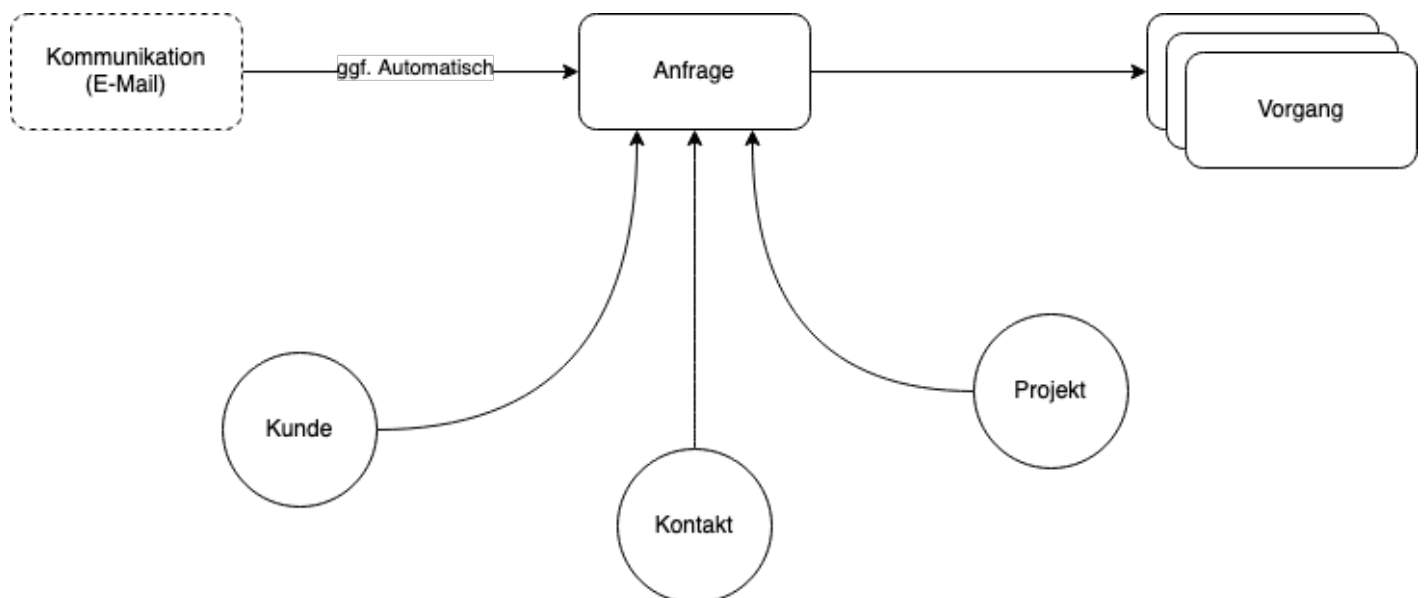 Kommunikation
(E-Mail)
ggf. Automatisch
Anfrage
Vorgang
Kunde
Kontakt
Projekt